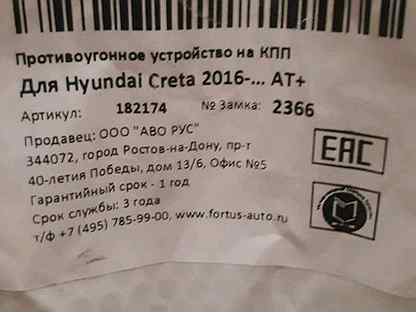 Противоугонное устройство на КПП
Для Hyundai Creta 2016-... АТ+
Артикул: 182174 № Замка: 2366
Продавец: ООО "АВО РУС"
344072, город Ростов-на-Дону, пр-т
40-летия Победы, дом 13/6, Офис №5
Гарантийный срок - 1 год
Срок службы: 3 года
т/ф +7 (495) 785-99-00, www.fortus-auto.ru
ЕАС